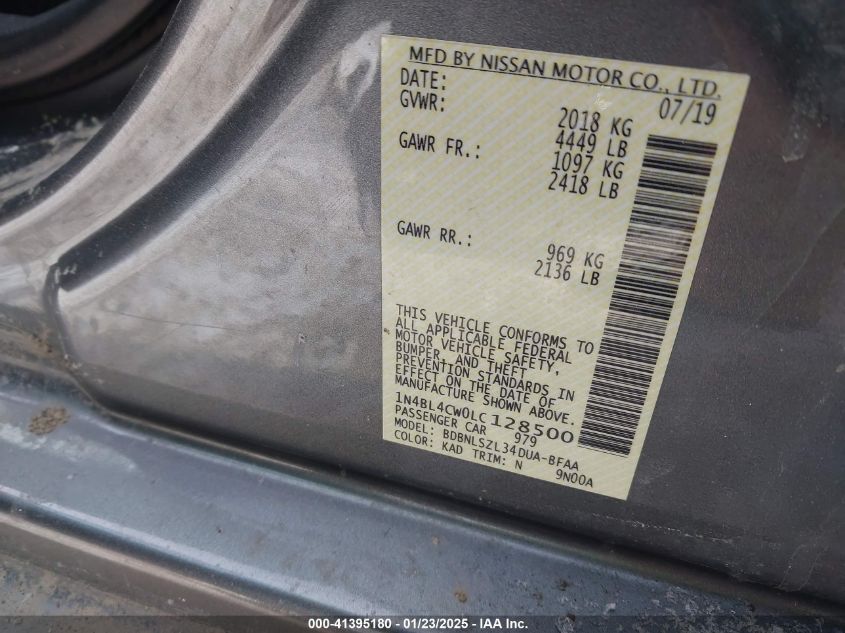 MFD BY NISSAN MOTOR CO., LTD.
DATE: 07/19
GVWR: 2018 KG
4449 LB
GAWR FR.: 1097 KG
2418 LB
GAWR RR.: 969 KG
2136 LB
THIS VEHICLE CONFORMS TO
ALL APPLICABLE FEDERAL
MOTOR VEHICLE SAFETY,
BUMPER, AND THEFT
PREVENTION STANDARDS IN
EFFECT ON THE DATE OF
MANUFACTURE SHOWN ABOVE.
1N4BL4CW0LC128500
PASSENGER CAR 979
MODEL: BDBNLSZL34DUA-BFAA
COLOR: KAD TRIM: N 9N00A
000-41395180 - 01/23/2025 - IAA Inc.